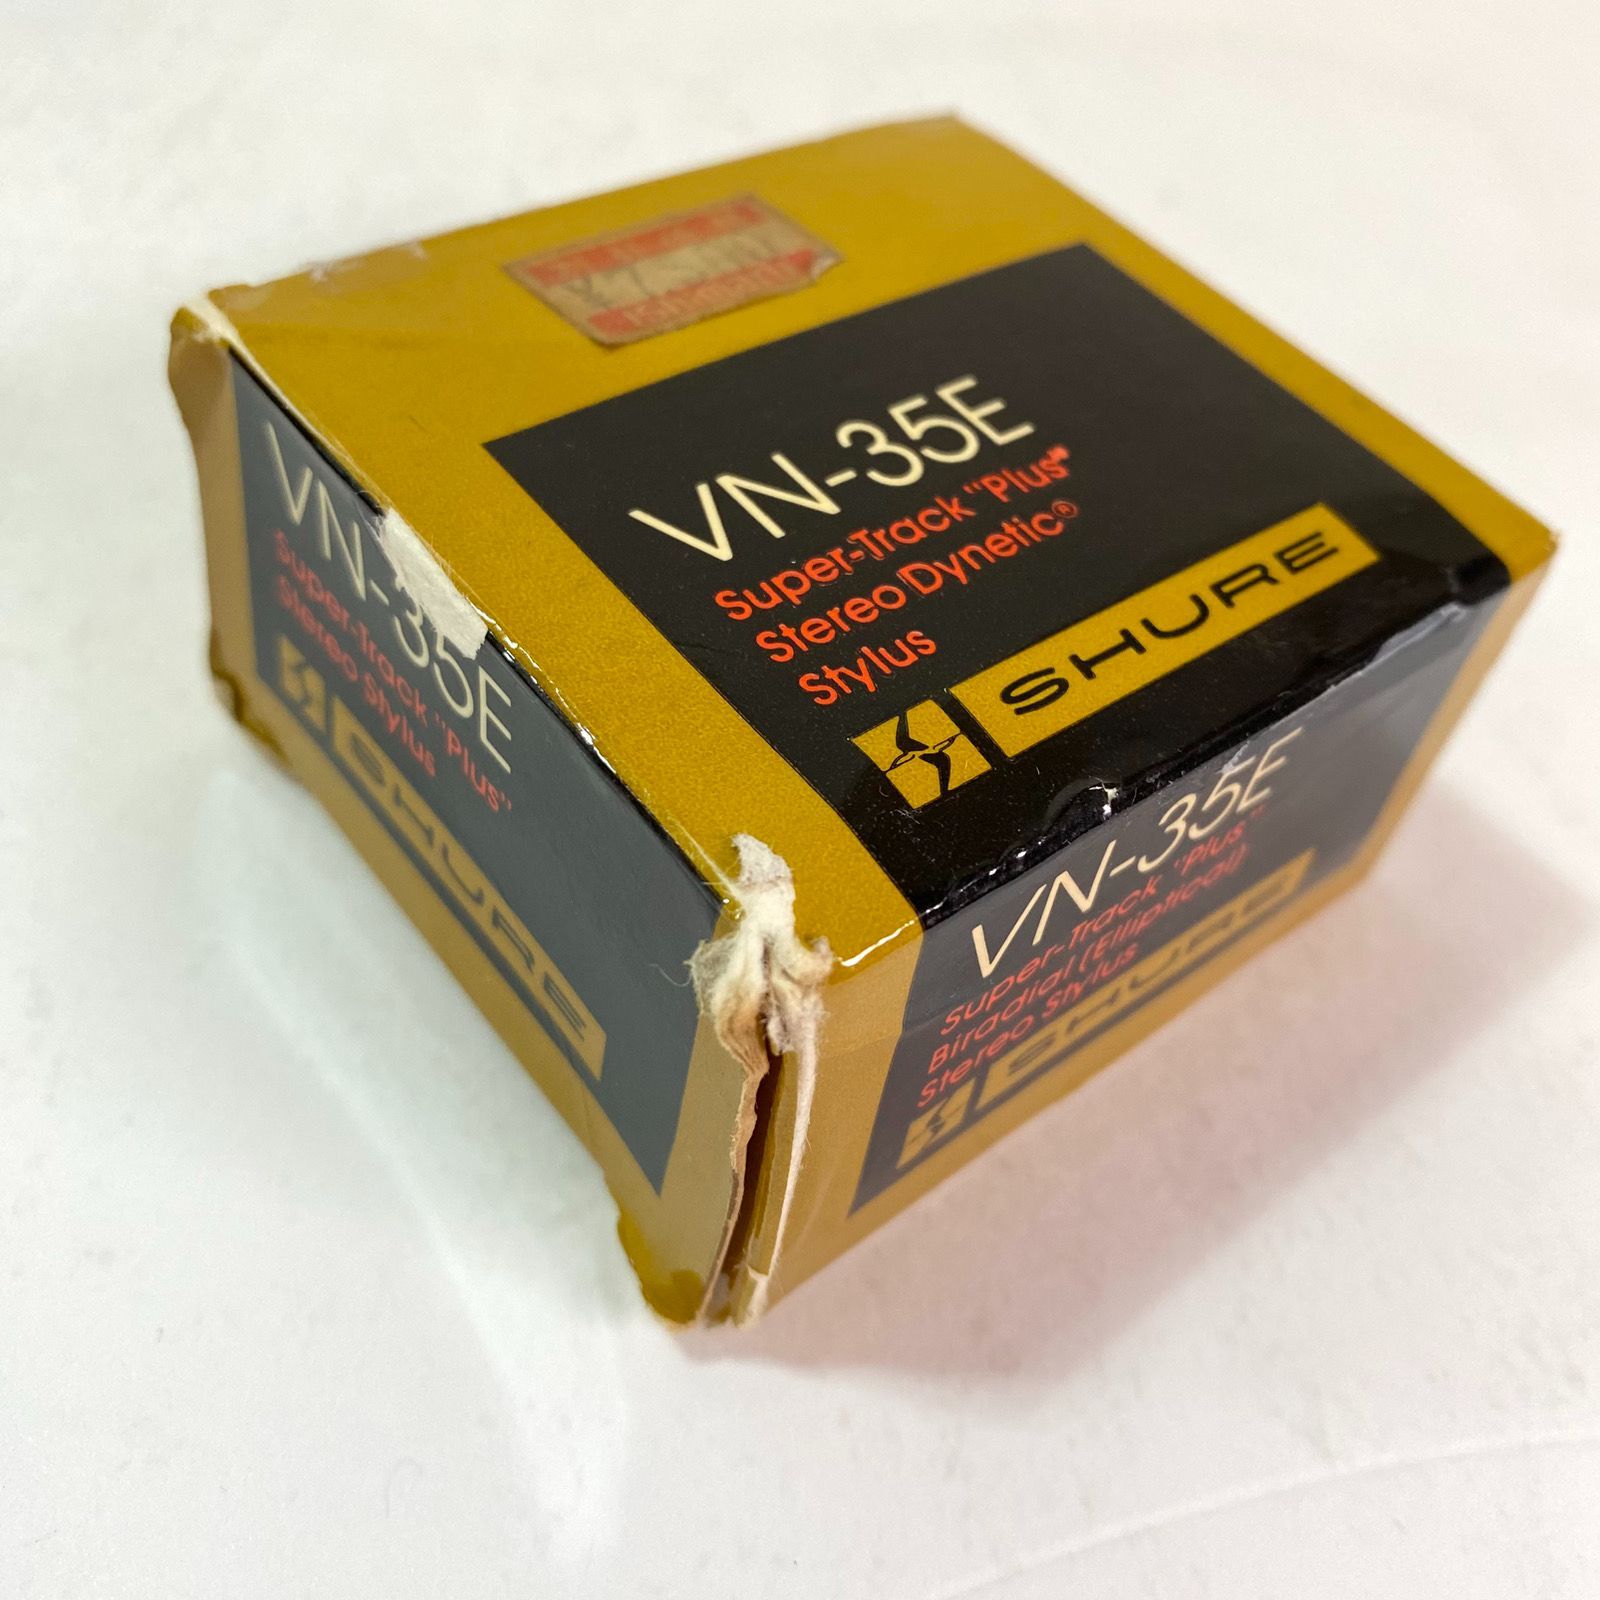 VN-35E
Super-Track "Plus"
Stereo Dynetic®
Stylus
SHURE
VN-35E
Super-Track "Plus"
Stereo Stylus
SHURE
VN-35E
Super-Track "Plus"
Biradial (Elliptical)
Stereo Stylus
SHURE